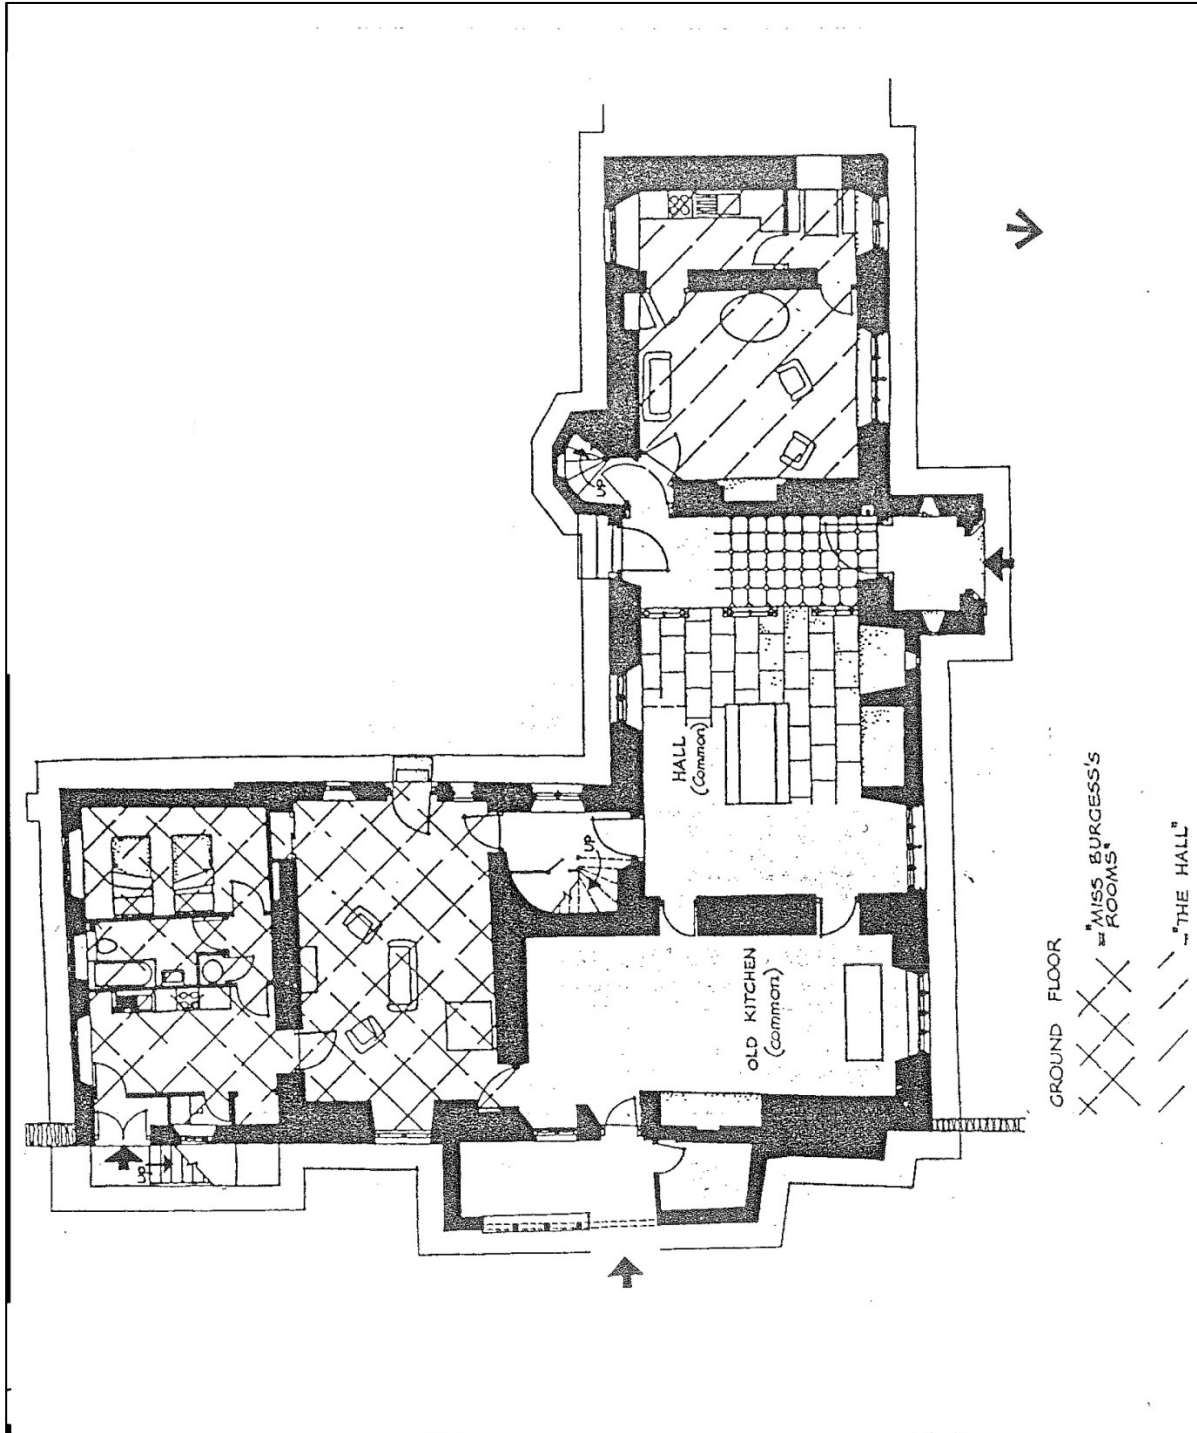 UP
HALL
(Common)
UP
OLD KITCHEN
(Common)
UP
GROUND FLOOR
="MISS BURGESS'S
ROOMS"
="THE HALL"